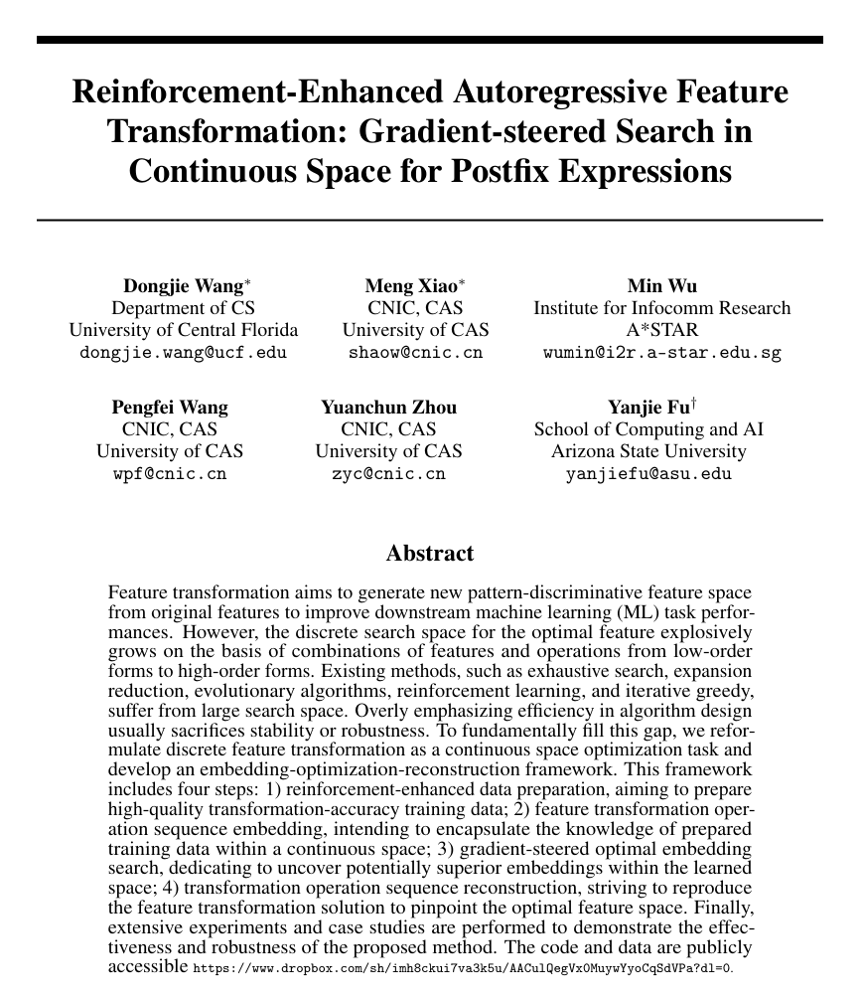 Reinforcement-Enhanced Autoregressive Feature
Transformation: Gradient-steered Search in
Continuous Space for Postfix Expressions
Dongjie Wang* Meng Xiao* Min Wu
Department of CS CNIC, CAS Institute for Infocomm Research
University of Central Florida University of CAS A*STAR
dongjie.wang@ucf.edu shaow@cnic.cn wumin@i2r.a-star.edu.sg
Pengfei Wang Yuanchun Zhou Yanjie Fu†
CNIC, CAS CNIC, CAS School of Computing and AI
University of CAS University of CAS Arizona State University
wpf@cnic.cn zyc@cnic.cn yanjiefu@asu.edu
Abstract
Feature transformation aims to generate new pattern-discriminative feature space
from original features to improve downstream machine learning (ML) task perfor-
mances. However, the discrete search space for the optimal feature explosively
grows on the basis of combinations of features and operations from low-order
forms to high-order forms. Existing methods, such as exhaustive search, expansion
reduction, evolutionary algorithms, reinforcement learning, and iterative greedy,
suffer from large search space. Overly emphasizing efficiency in algorithm design
usually sacrifices stability or robustness. To fundamentally fill this gap, we refor-
mulate discrete feature transformation as a continuous space optimization task and
develop an embedding-optimization-reconstruction framework. This framework
includes four steps: 1) reinforcement-enhanced data preparation, aiming to prepare
high-quality transformation-accuracy training data; 2) feature transformation oper-
ation sequence embedding, intending to encapsulate the knowledge of prepared
training data within a continuous space; 3) gradient-steered optimal embedding
search, dedicating to uncover potentially superior embeddings within the learned
space; 4) transformation operation sequence reconstruction, striving to reproduce
the feature transformation solution to pinpoint the optimal feature space. Finally,
extensive experiments and case studies are performed to demonstrate the effec-
tiveness and robustness of the proposed method. The code and data are publicly
accessible https://www.dropbox.com/sh/imh8ckui7va3k5u/AACulQegVx0MuywYyoCqSdVPa?dl=0.